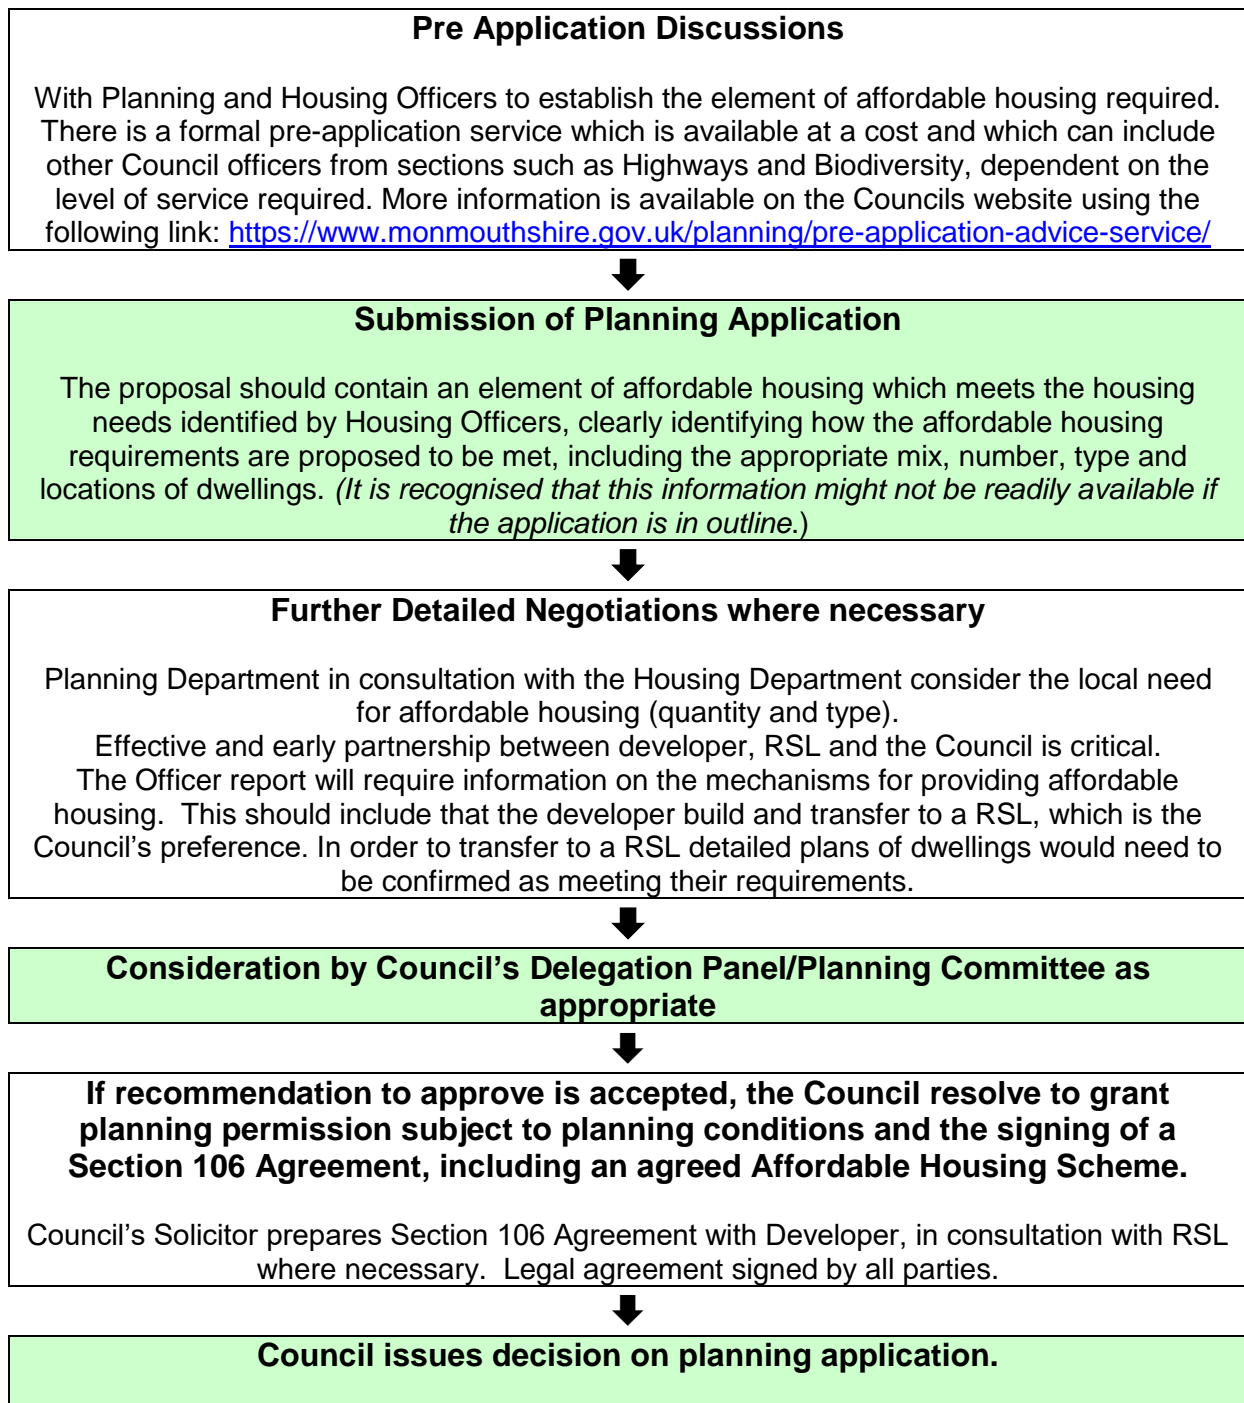 Pre Application Discussions
With Planning and Housing Officers to establish the element of affordable housing required.
There is a formal pre-application service which is available at a cost and which can include
other Council officers from sections such as Highways and Biodiversity, dependent on the
level of service required. More information is available on the Councils website using the
following link: https://www.monmouthshire.gov.uk/planning/pre-application-advice-service/
Submission of Planning Application
The proposal should contain an element of affordable housing which meets the housing
needs identified by Housing Officers, clearly identifying how the affordable housing
requirements are proposed to be met, including the appropriate mix, number, type and
locations of dwellings. (It is recognised that this information might not be readily available if
the application is in outline.)
Further Detailed Negotiations where necessary
Planning Department in consultation with the Housing Department consider the local need
for affordable housing (quantity and type).
Effective and early partnership between developer, RSL and the Council is critical.
The Officer report will require information on the mechanisms for providing affordable
housing.  This should include that the developer build and transfer to a RSL, which is the
Council’s preference. In order to transfer to a RSL detailed plans of dwellings would need to
be confirmed as meeting their requirements.
Consideration by Council’s Delegation Panel/Planning Committee as
appropriate
If recommendation to approve is accepted, the Council resolve to grant
planning permission subject to planning conditions and the signing of a
Section 106 Agreement, including an agreed Affordable Housing Scheme.
Council’s Solicitor prepares Section 106 Agreement with Developer, in consultation with RSL
where necessary.  Legal agreement signed by all parties.
Council issues decision on planning application.